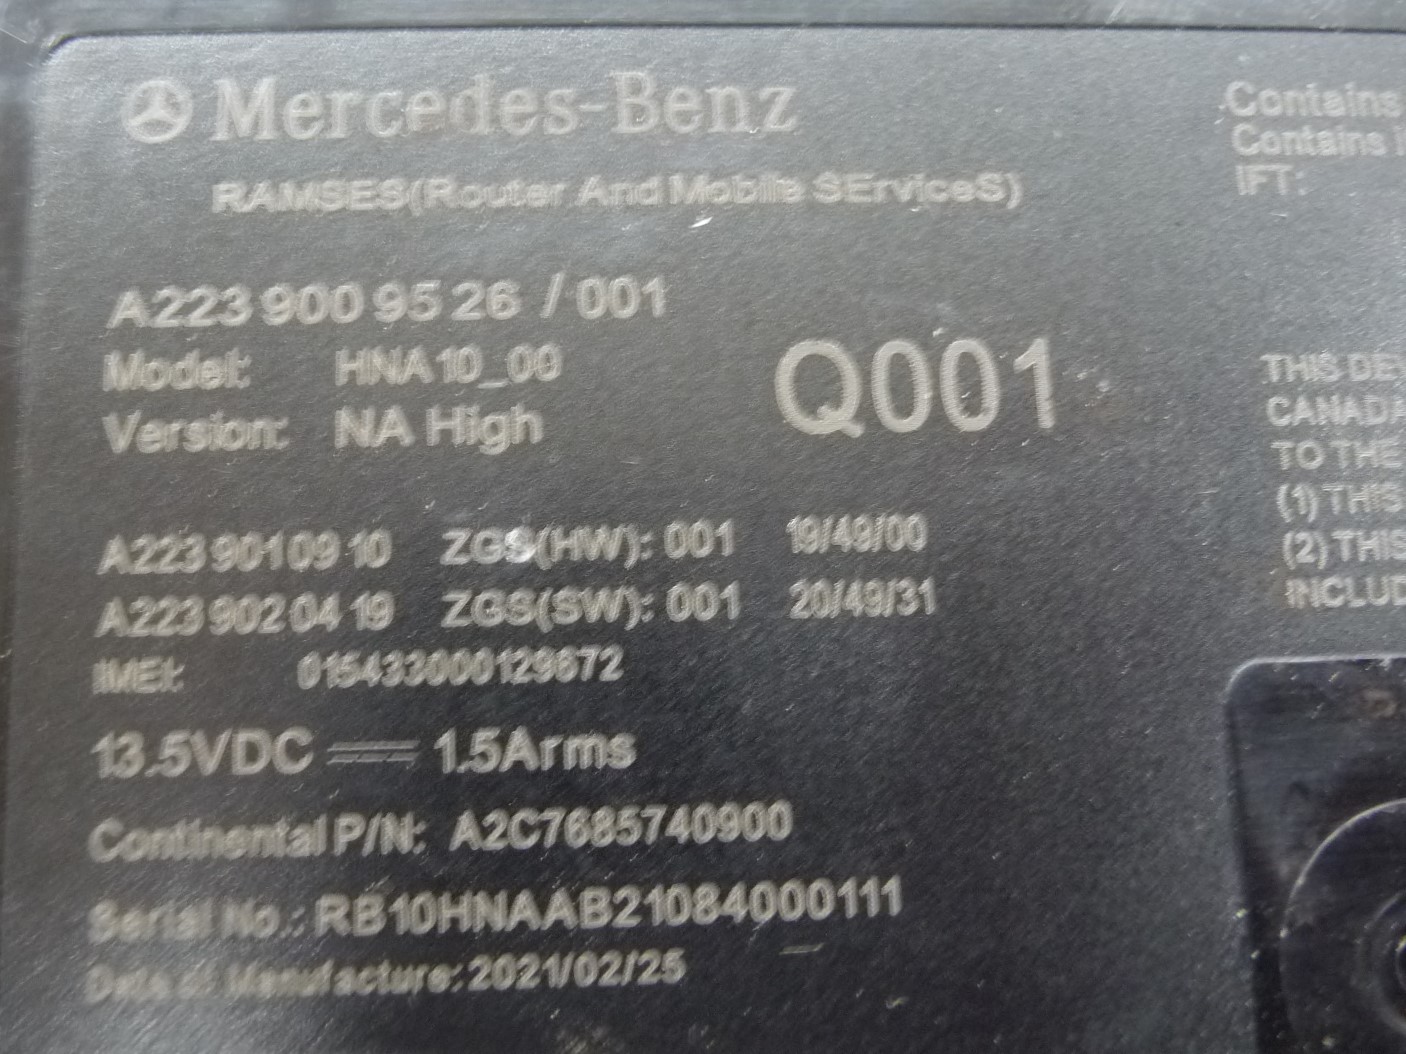 Mercedes-Benz
RAMSES(Router And Mobile SErviceS)
A223 900 95 26 / 001
Model: HNA10_00
Version: NA High
Q001
A223 901 09 10 ZGS(HW): 001 19/49/00
A223 902 04 19 ZGS(SW): 001 20/49/31
IMEI: 015433000129672
13.5VDC 1.5Arms
Continental P/N: A2C7685740900
Serial No.: RB10HNAAB21084000111
Date of Manufacture: 2021/02/25
Contains
Contains
IFT:
THIS DEV
CANADIA
TO THE
(1) THIS
(2) THIS
INCLUD